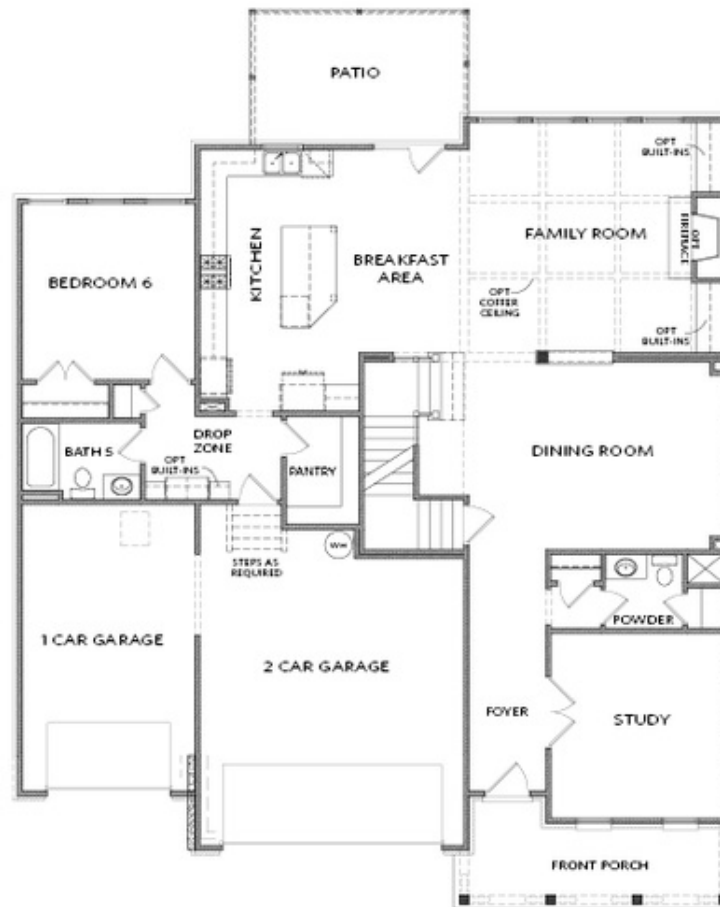 PATIO
OPT
BUILT-INS
KITCHEN
BREAKFAST
AREA
FAMILY ROOM
OPT
FIREPLACE
BEDROOM 6
OPT
COFFER
CEILING
OPT
BUILT-INS
DROP
ZONE
BATH 5
OPT
BUILT-INS
PANTRY
DINING ROOM
WH
STEPS AS
REQUIRED
POWDER
1 CAR GARAGE
2 CAR GARAGE
FOYER
STUDY
FRONT PORCH